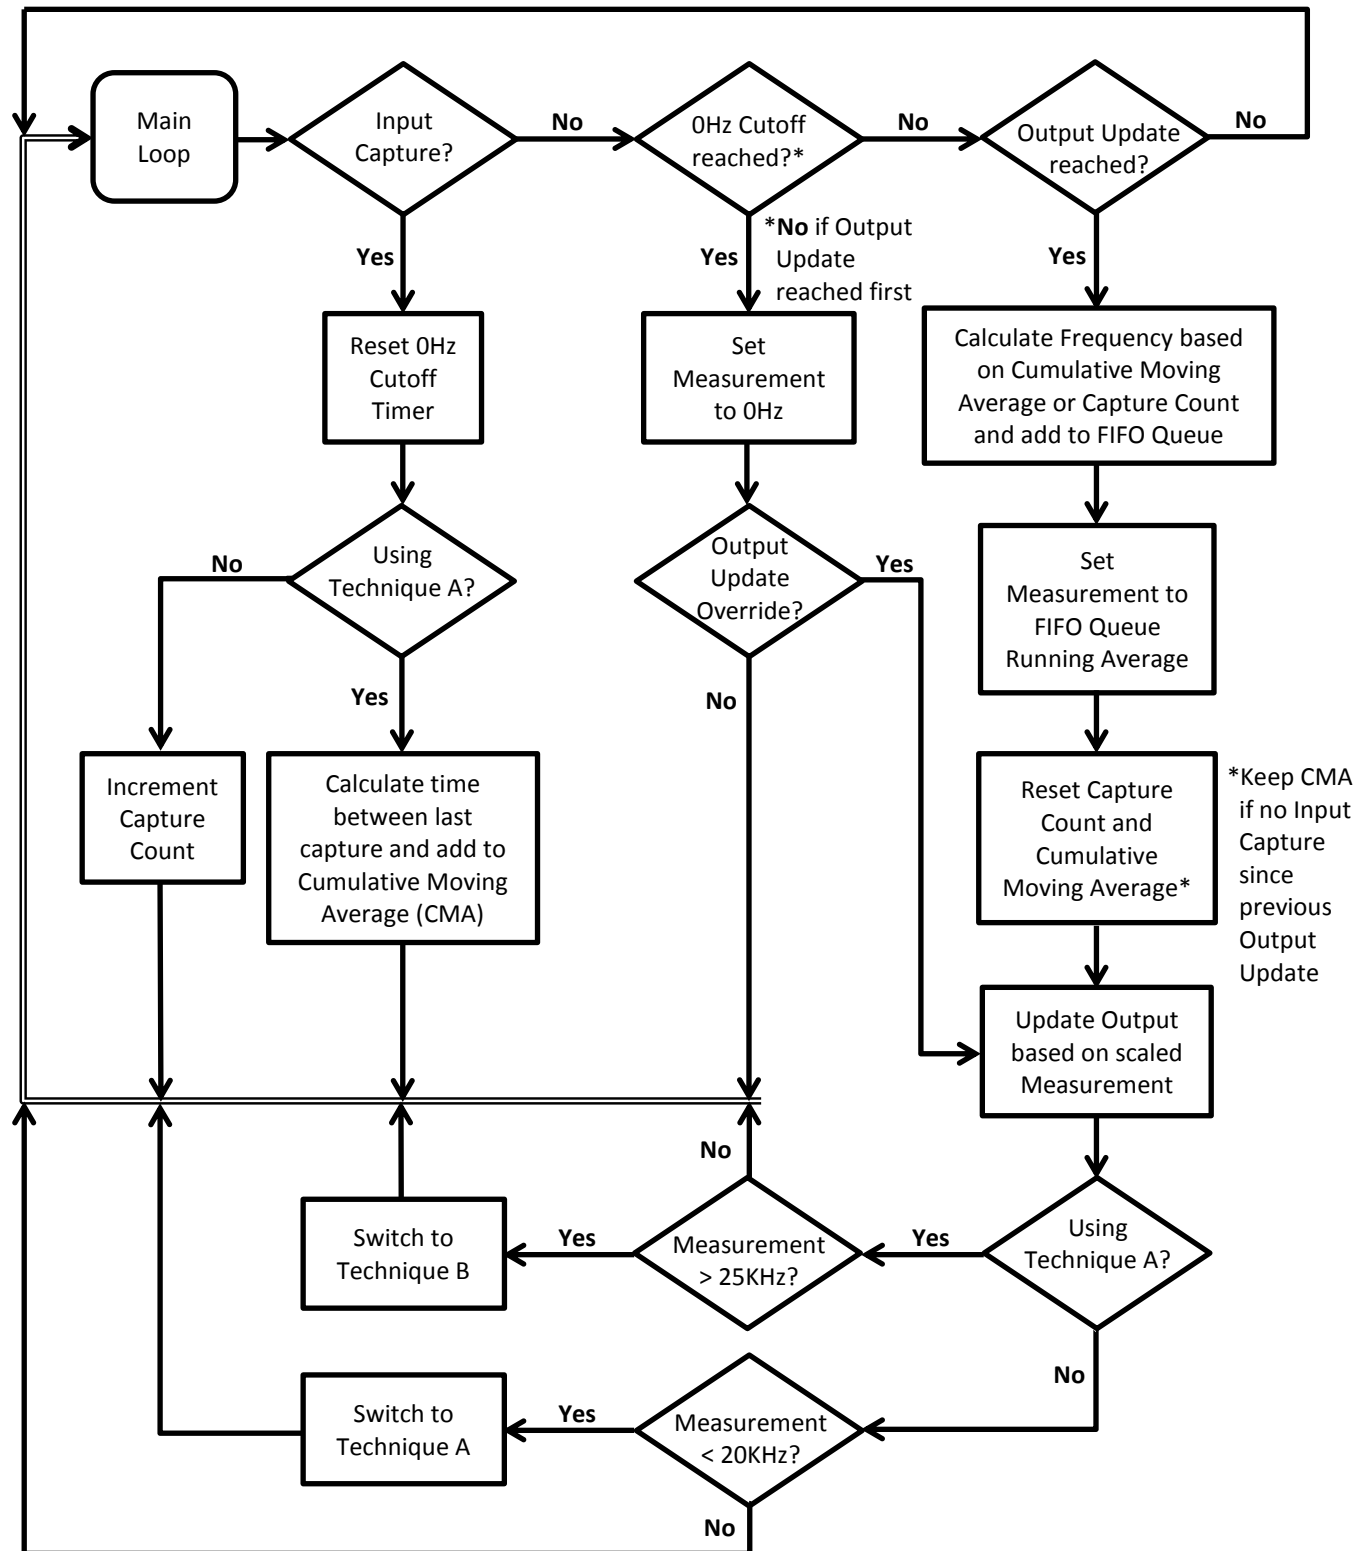 Main
Loop
Input
Capture?
No
0Hz Cutoff
reached?*
No
Output Update
reached?
No
Yes
Yes
*No if Output
Update
reached first
Yes
Reset 0Hz
Cutoff
Timer
Set
Measurement
to 0Hz
Calculate Frequency based
on Cumulative Moving
Average or Capture Count
and add to FIFO Queue
No
Using
Technique A?
Yes
Output
Update
Override?
Yes
No
Set
Measurement to
FIFO Queue
Running Average
Increment
Capture
Count
Calculate time
between last
capture and add to
Cumulative Moving
Average (CMA)
Reset Capture
Count and
Cumulative
Moving Average*
*Keep CMA
if no Input
Capture
since
previous
Output
Update
Update Output
based on scaled
Measurement
No
Switch to
Technique B
Yes
Measurement
> 25KHz?
Yes
Using
Technique A?
No
Switch to
Technique A
Yes
Measurement
< 20KHz?
No